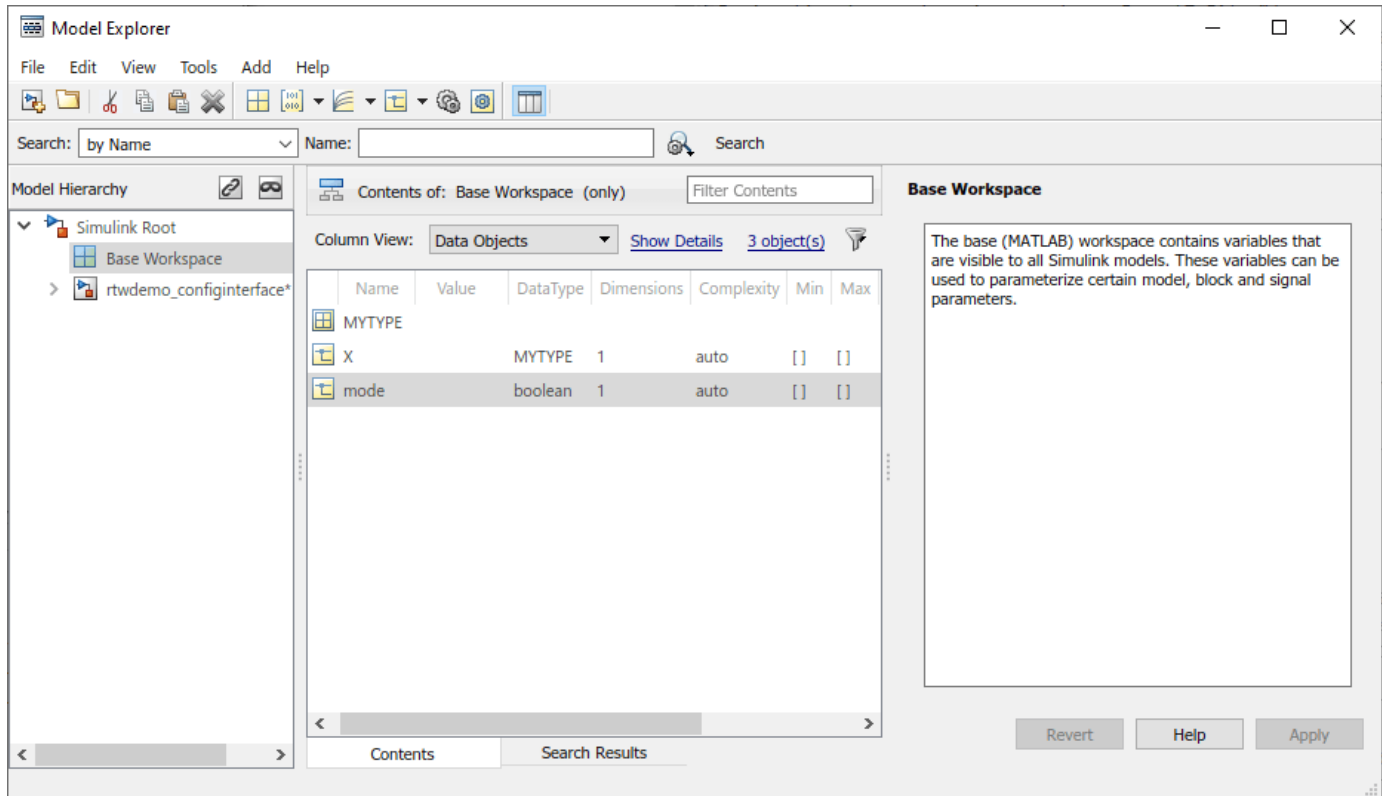 Model Explorer
File Edit View Tools Add Help
Search: by Name Name: Search
Model Hierarchy
Simulink Root
Base Workspace
rtwdemo_configinterface*
Contents of: Base Workspace (only) Filter Contents
Column View: Data Objects Show Details 3 object(s)
Name Value DataType Dimensions Complexity Min Max
MYTYPE
X MYTYPE 1 auto [ ] [ ]
mode boolean 1 auto [ ] [ ]
Contents Search Results
Base Workspace
The base (MATLAB) workspace contains variables that
are visible to all Simulink models. These variables can be
used to parameterize certain model, block and signal
parameters.
Revert Help Apply